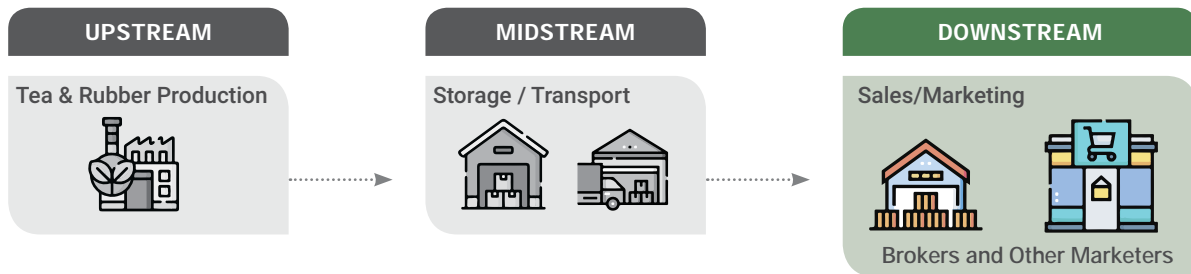 UPSTREAM
MIDSTREAM
DOWNSTREAM
Tea & Rubber Production
Storage / Transport
Sales/Marketing
Brokers and Other Marketers